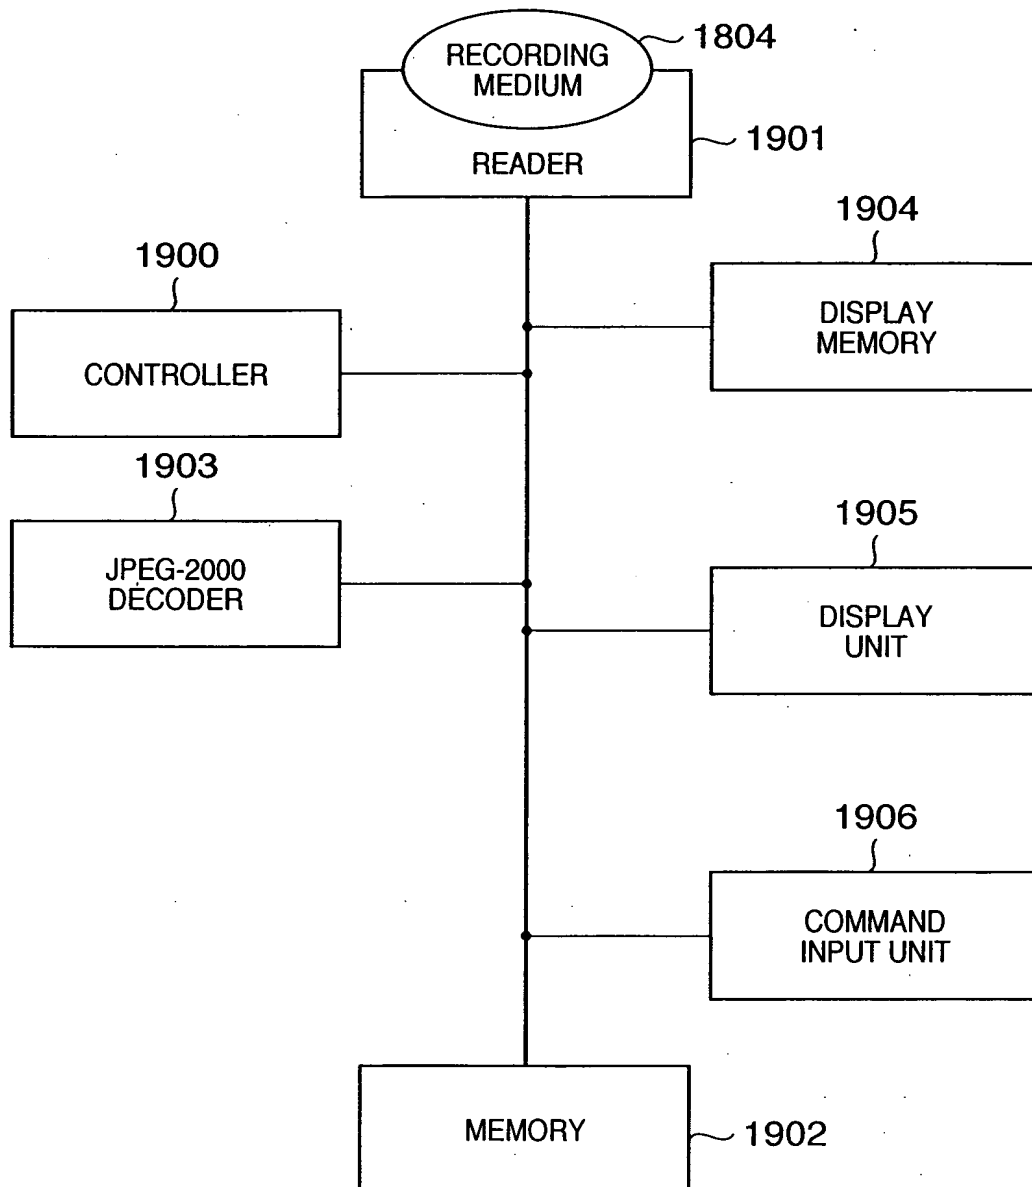 1804
RECORDING
MEDIUM
1901
READER
1904
1900
DISPLAY
MEMORY
CONTROLLER
1903
1905
JPEG-2000
DECODER
DISPLAY
UNIT
1906
COMMAND
INPUT UNIT
MEMORY
1902